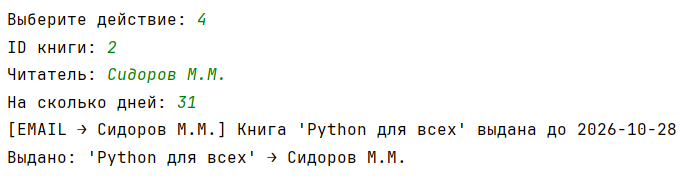 Выберите действие: 4
ID книги: 2
Читатель: Сидоров М.М.
На сколько дней: 31
[EMAIL → Сидоров М.М.] Книга 'Python для всех' выдана до 2026-10-28
Выдано: 'Python для всех' → Сидоров М.М.